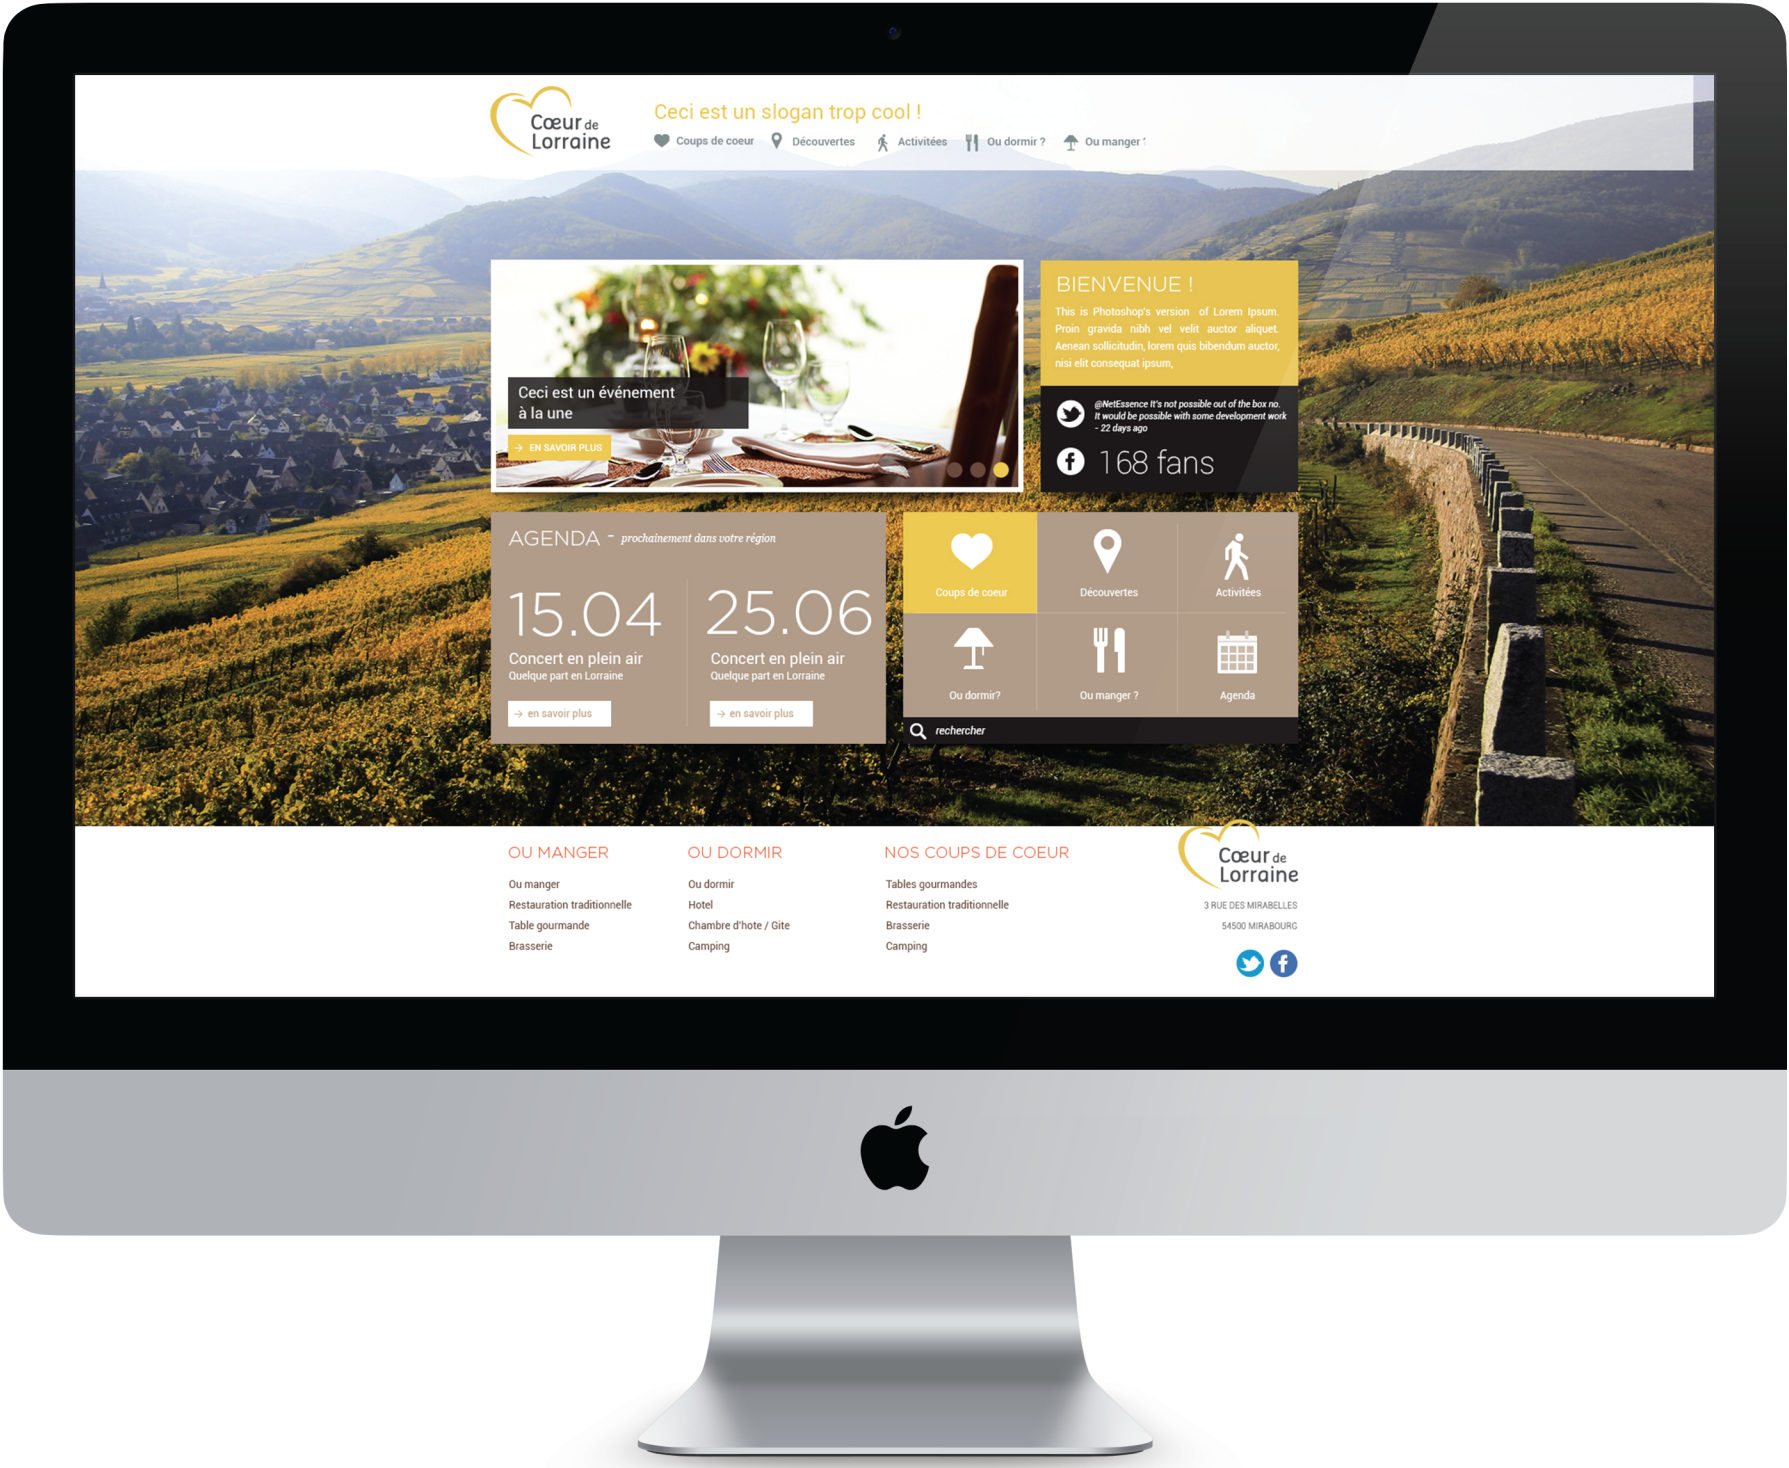 Cœur de
Lorraine
Ceci est un slogan trop cool !
Coups de coeur
Découvertes
Activitées
Ou dormir ?
Ou manger ?
Ceci est un événement
à la une
→ EN SAVOIR PLUS
BIENVENUE !
This is Photoshop's version of Lorem Ipsum.
Proin gravida nibh vel velit auctor aliquet.
Aenean sollicitudin, lorem quis bibendum auctor,
nisi elit consequat ipsum,
@NetEssence It's not possible out of the box no.
It would be possible with some development work
- 22 days ago
168 fans
AGENDA - prochainement dans votre région
15.04
Concert en plein air
Quelque part en Lorraine
→ en savoir plus
25.06
Concert en plein air
Quelque part en Lorraine
→ en savoir plus
Coups de coeur
Découvertes
Activitées
Ou dormir?
Ou manger ?
Agenda
rechercher
OU MANGER
Ou manger
Restauration traditionnelle
Table gourmande
Brasserie
OU DORMIR
Ou dormir
Hotel
Chambre d'hote / Gite
Camping
NOS COUPS DE COEUR
Tables gourmandes
Restauration traditionnelle
Brasserie
Camping
Cœur de
Lorraine
3 RUE DES MIRABELLES
54500 MIRABOURG